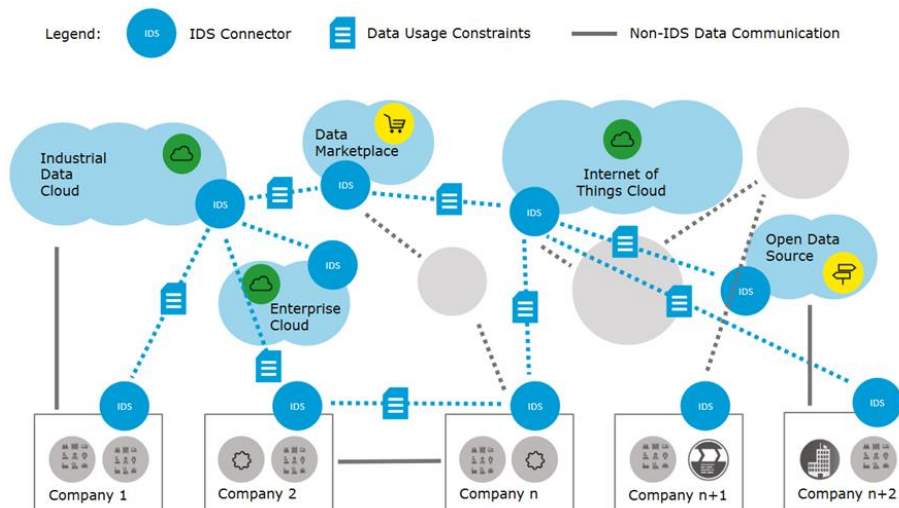 Legend:
IDS
IDS Connector
Data Usage Constraints
Non-IDS Data Communication
Industrial
Data
Cloud
Data
Marketplace
Internet of
Things Cloud
Open Data
Source
Enterprise
Cloud
IDS
IDS
IDS
IDS
IDS
IDS
IDS
IDS
IDS
IDS
Company 1
Company 2
Company n
Company n+1
Company n+2